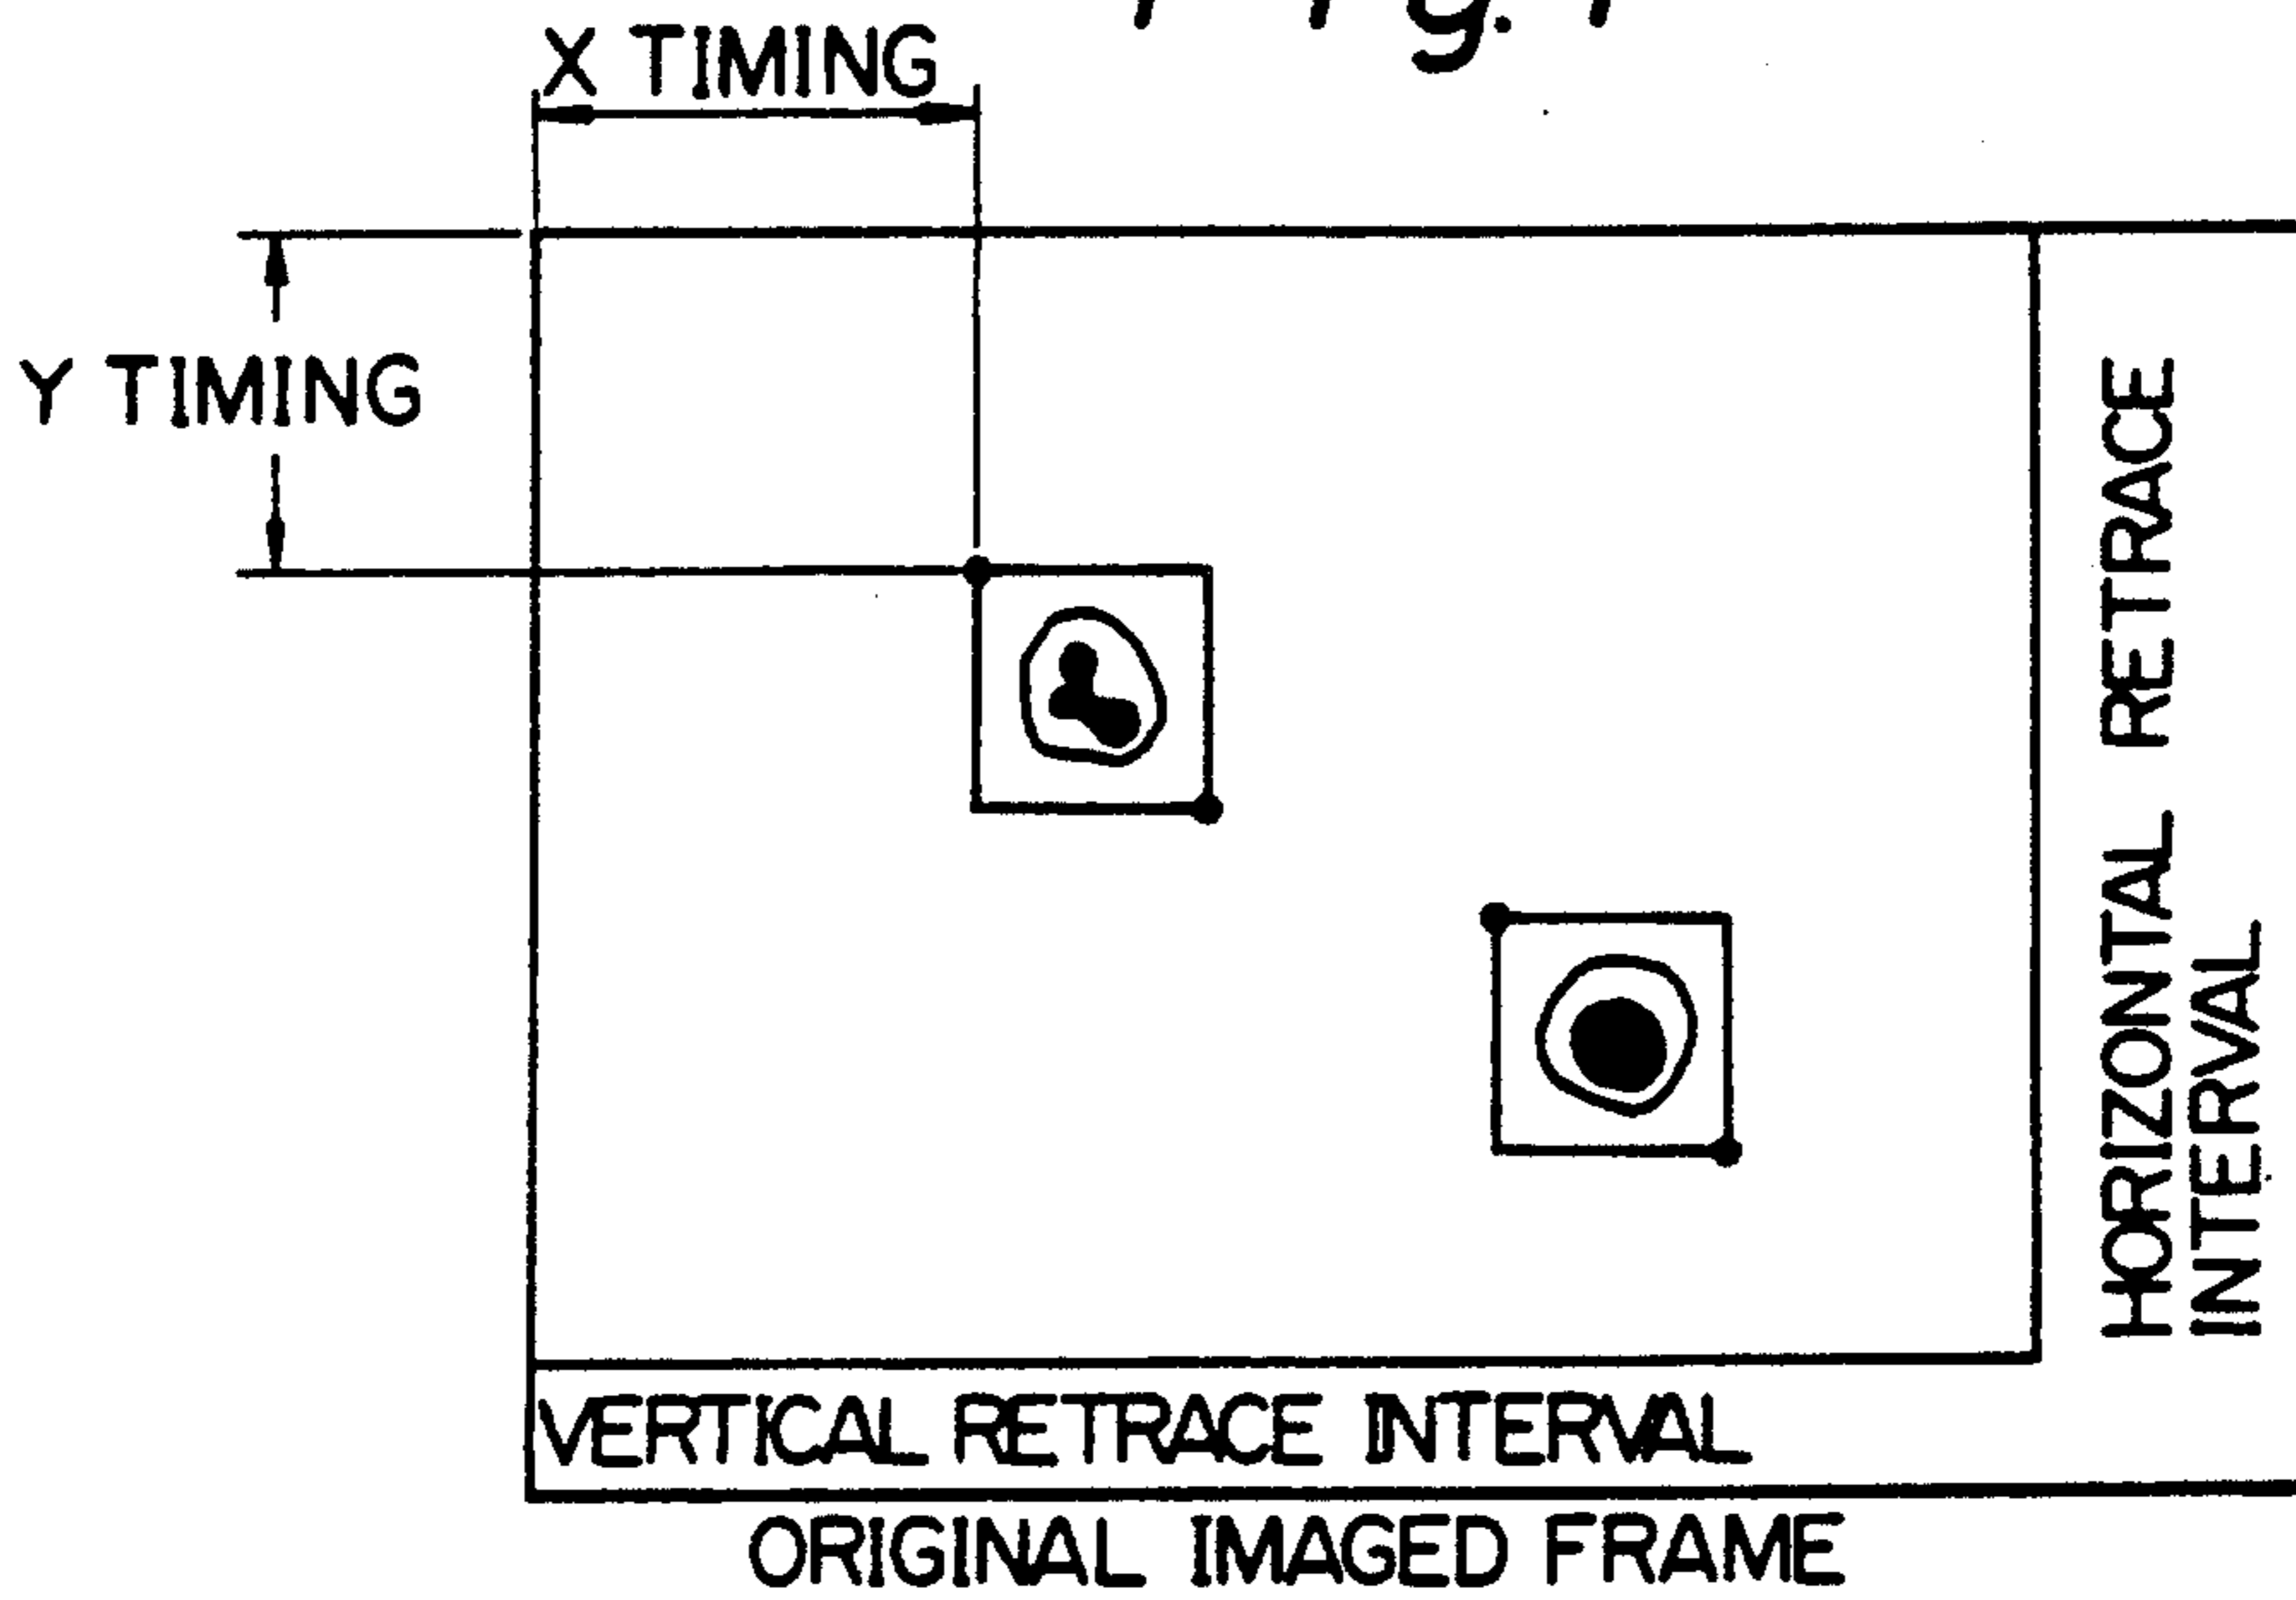 X TIMING
Y TIMING
HORIZONTAL RETRACE
INTERVAL
VERTICAL RETRACE INTERVAL
ORIGINAL IMAGED FRAME